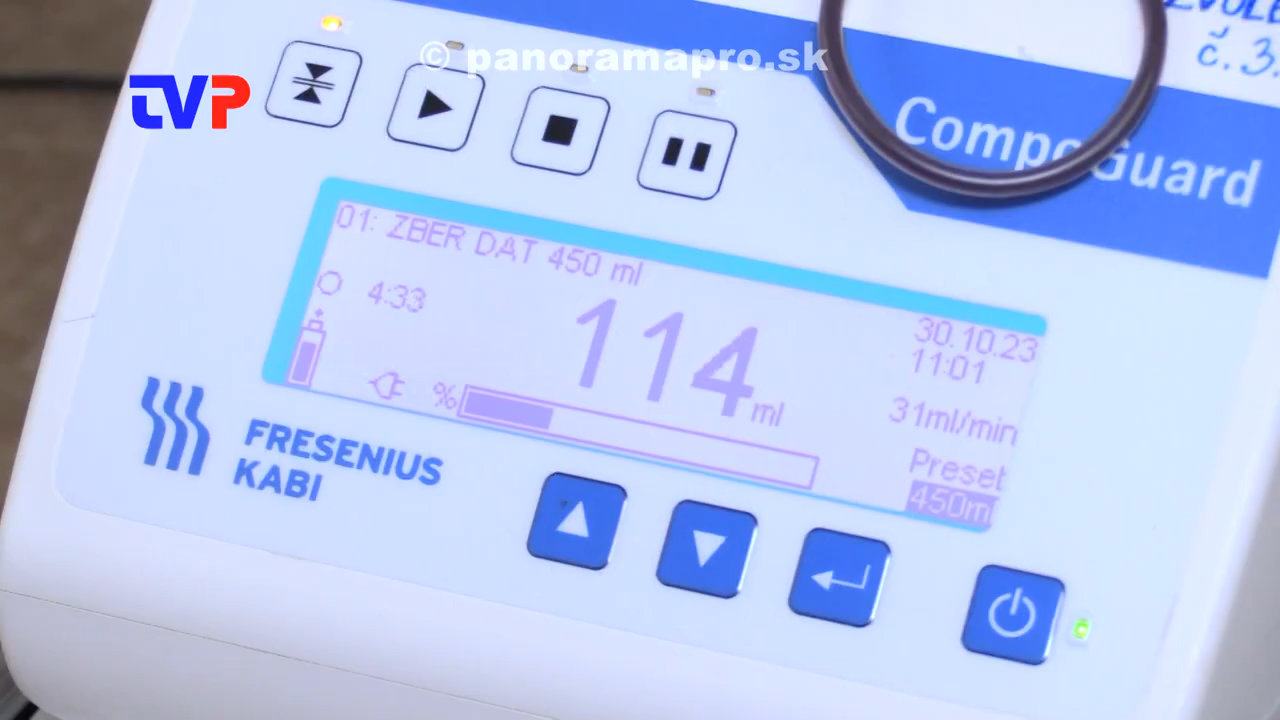 © panoramapro.sk
TVP
č. 3.
CompoGuard
01: ZBER DAT 450 ml
4:33
114 ml
30.10.23
11:01
31ml/min
%
Preset
450ml
FRESENIUS
KABI